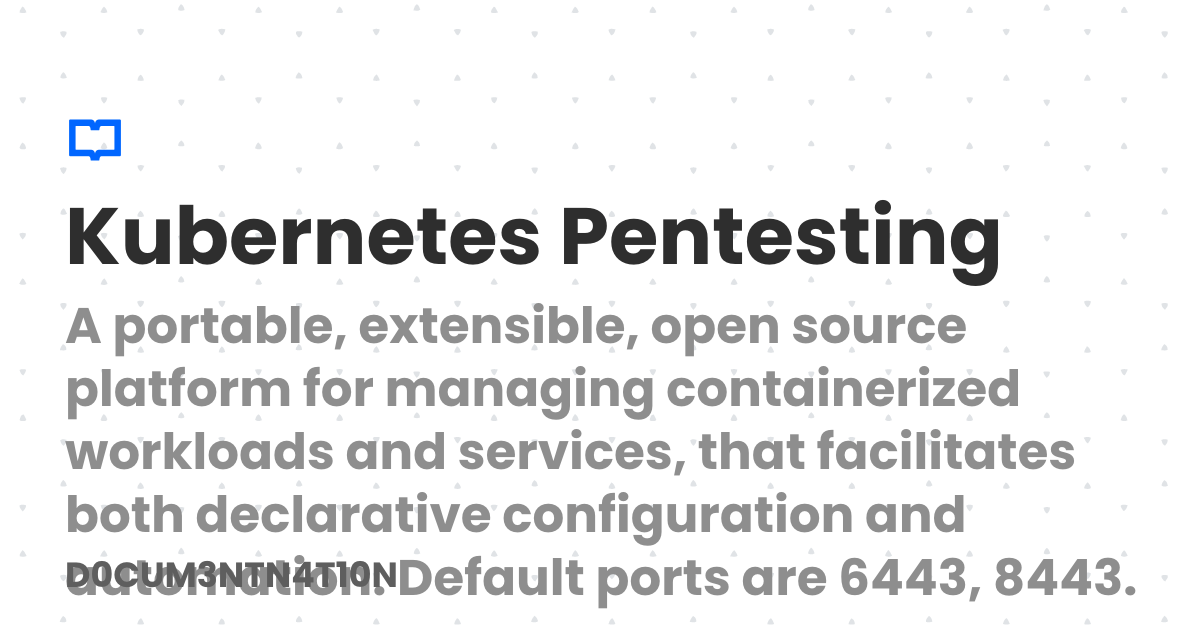 Kubernetes Pentesting
A portable, extensible, open source
platform for managing containerized
workloads and services, that facilitates
both declarative configuration and
automation. Default ports are 6443, 8443.
D0CUM3NTN4T10N